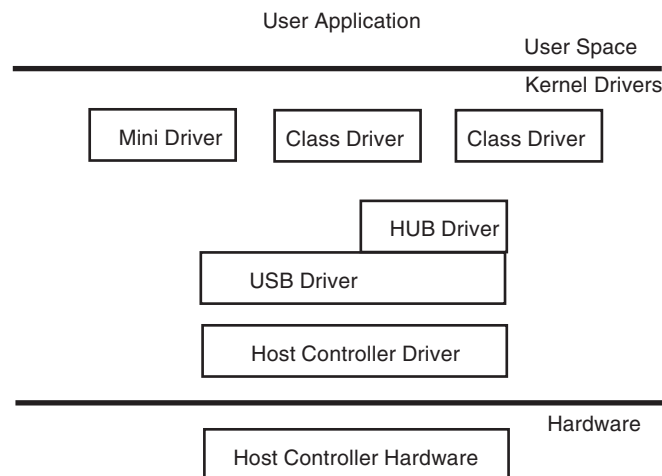 User Application
User Space
Kernel Drivers
Mini Driver
Class Driver
Class Driver
HUB Driver
USB Driver
Host Controller Driver
Hardware
Host Controller Hardware